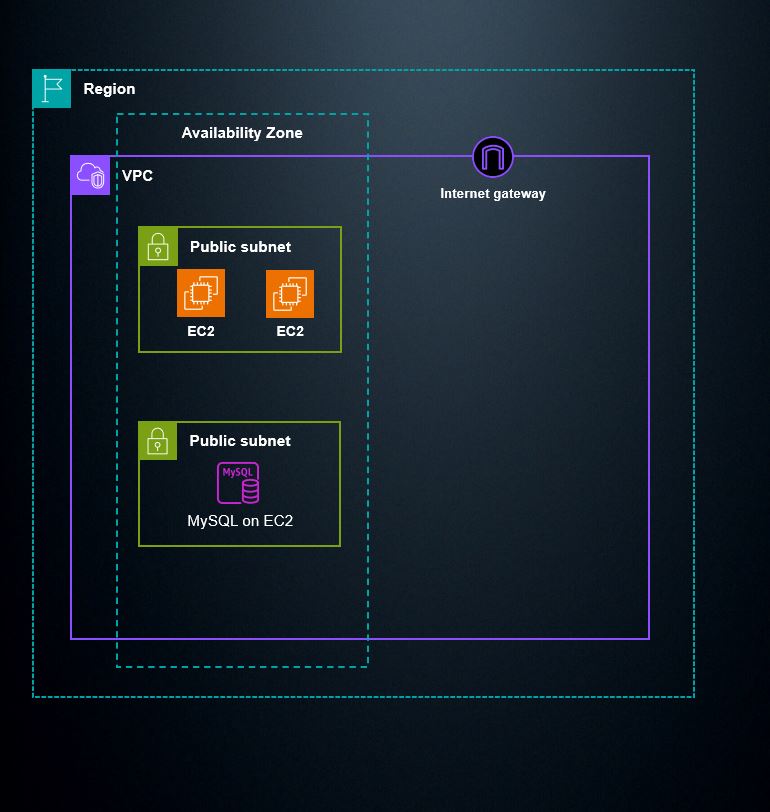 Region
Availability Zone
VPC
Internet gateway
Public subnet
EC2
EC2
Public subnet
MySQL
MySQL on EC2